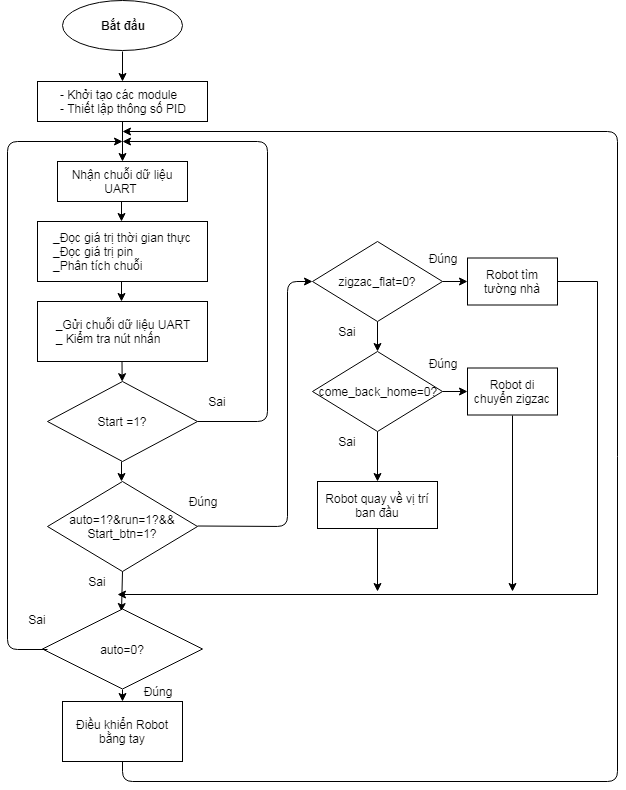 Bắt đầu
- Khởi tạo các module
- Thiết lập thông số PID
Nhận chuỗi dữ liệu
UART
_Đọc giá trị thời gian thực
_Đọc giá trị pin
_Phân tích chuỗi
_Gửi chuỗi dữ liệu UART
_ Kiểm tra nút nhấn
Start =1?
Sai
auto=1?&run=1?&&
Start_btn=1?
Đúng
Sai
auto=0?
Sai
Đúng
Điều khiển Robot
bằng tay
zigzac_flat=0?
Đúng
Robot tìm
tường nhà
Sai
come_back_home=0?
Đúng
Robot di
chuyển zigzac
Sai
Robot quay về vị trí
ban đầu